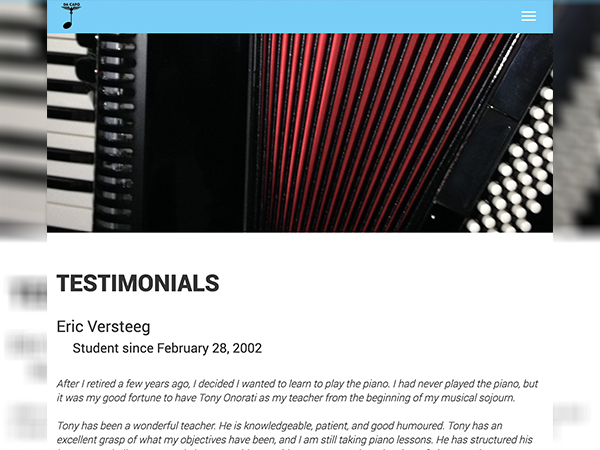 DA CAPO
TESTIMONIALS
Eric Versteeg
Student since February 28, 2002
After I retired a few years ago, I decided I wanted to learn to play the piano. I had never played the piano, but
it was my good fortune to have Tony Onorati as my teacher from the beginning of my musical sojourn.
Tony has been a wonderful teacher. He is knowledgeable, patient, and good humoured. Tony has an
excellent grasp of what my objectives have been, and I am still taking piano lessons. He has structured his